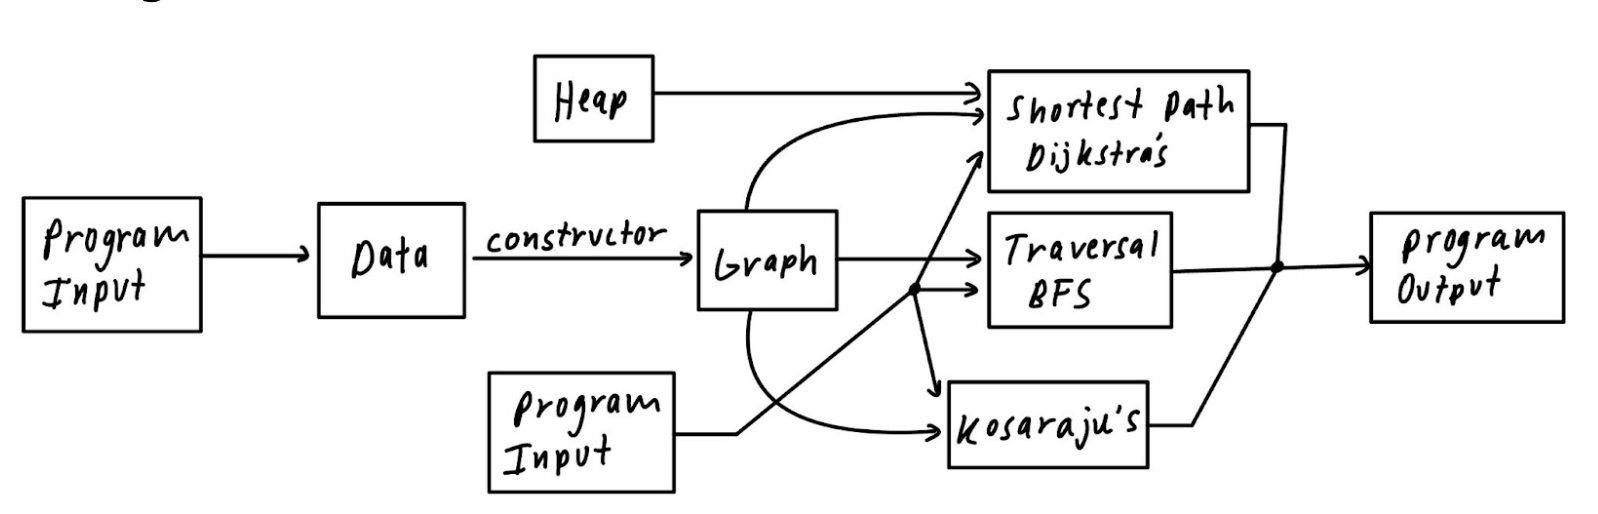 Heap
Shortest Path
Dijkstra's
Program
Input
Data
constructor
Graph
Traversal
BFS
Program
Output
Program
Input
Kosaraju's